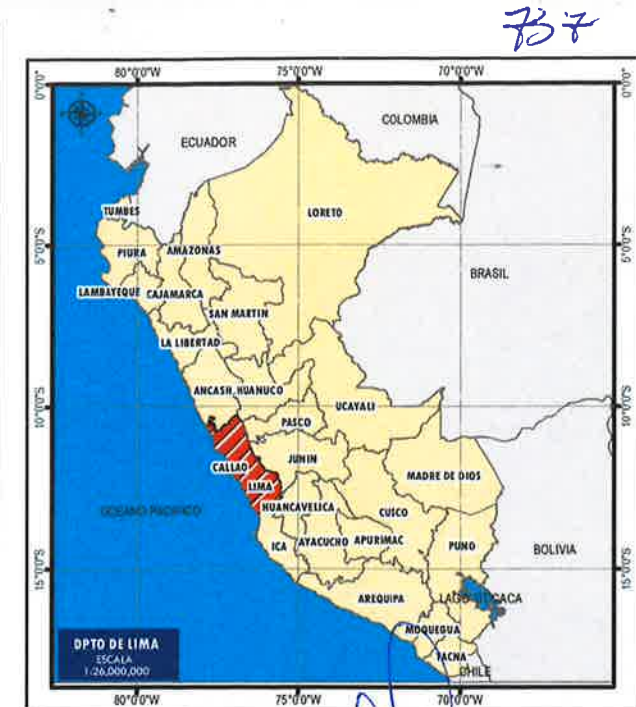 737
80°0'0"W 75°0'0"W 70°0'0"W
0°0'0" 0°0'0"
COLOMBIA
ECUADOR
TUMBES
LORETO
5°0'0"S 5°0'0"S
PIURA AMAZONAS
BRASIL
LAMBAYEQUE CAJAMARCA
SAN MARTIN
LA LIBERTAD
ANCASH HUANUCO
10°0'0"S UCAYALI 10°0'0"S
PASCO
JUNIN
CALLAO
MADRE DE DIOS
LIMA
HUANCAVELICA
OCEANO PACIFICO
CUSCO
ICA AYACUCHO APURIMAC PUNO
BOLIVIA
15°0'0"S 15°0'0"S
AREQUIPA
LAGO TITICACA
MOQUEGUA
TACNA
CHILE
DPTO DE LIMA
ESCALA
1:26,000,000
80°0'0"W 75°0'0"W 70°0'0"W